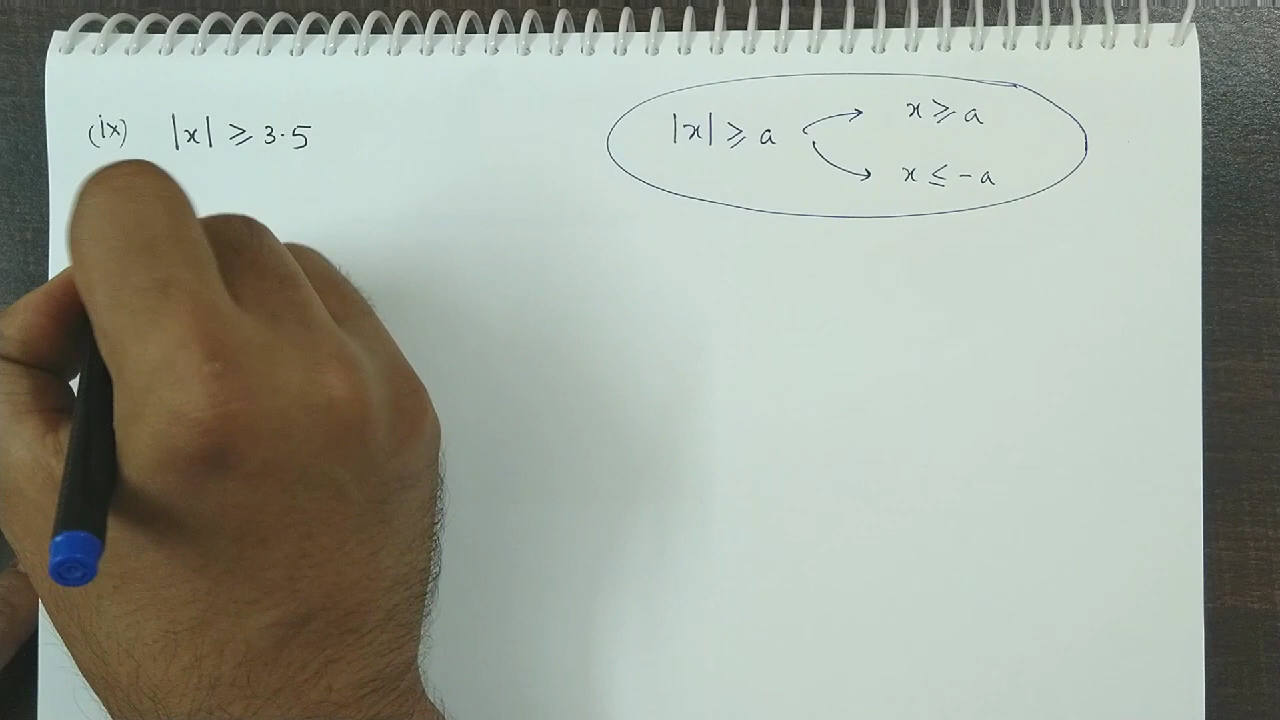 (ix) |x| ⩾ 3·5
|x| ⩾ a
x ⩾ a
x ≤ -a